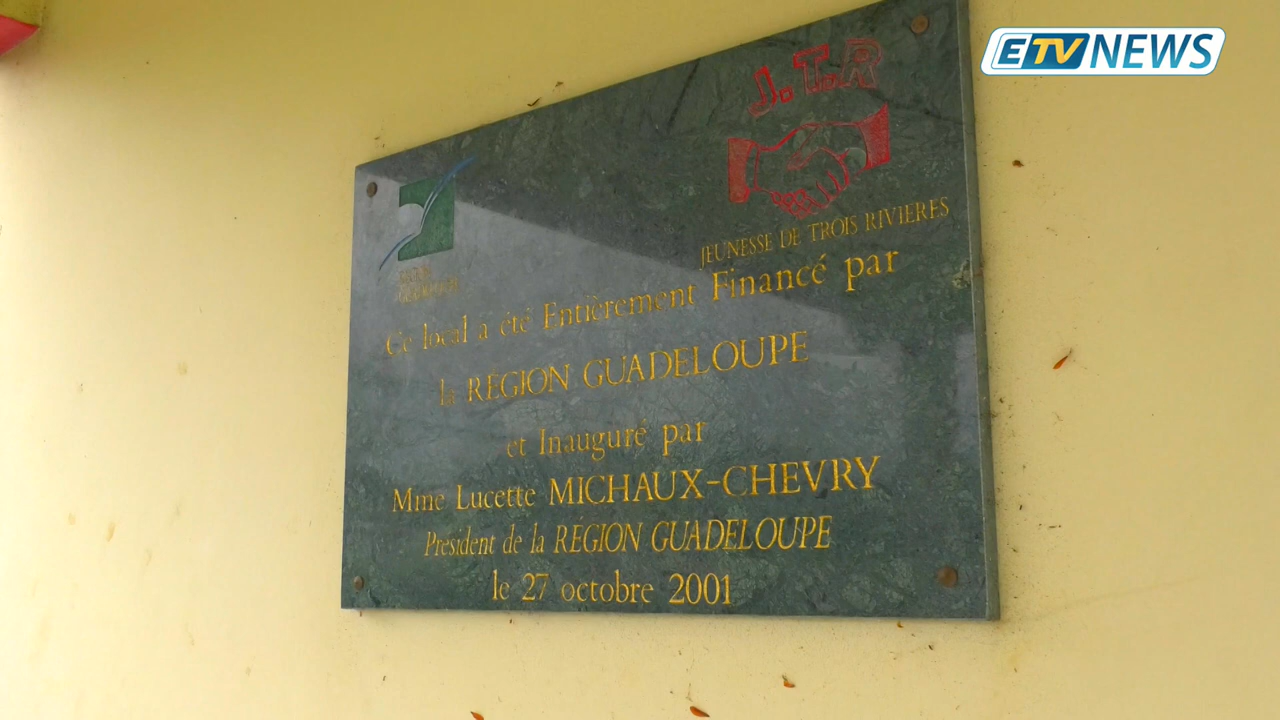 ETV NEWS
J.T.R
JEUNESSE DE TROIS RIVIERES
Ce local a été Entièrement Financé par
la RÉGION GUADELOUPE
et Inauguré par
Mme Lucette MICHAUX-CHEVRY
Président de la RÉGION GUADELOUPE
le 27 octobre 2001